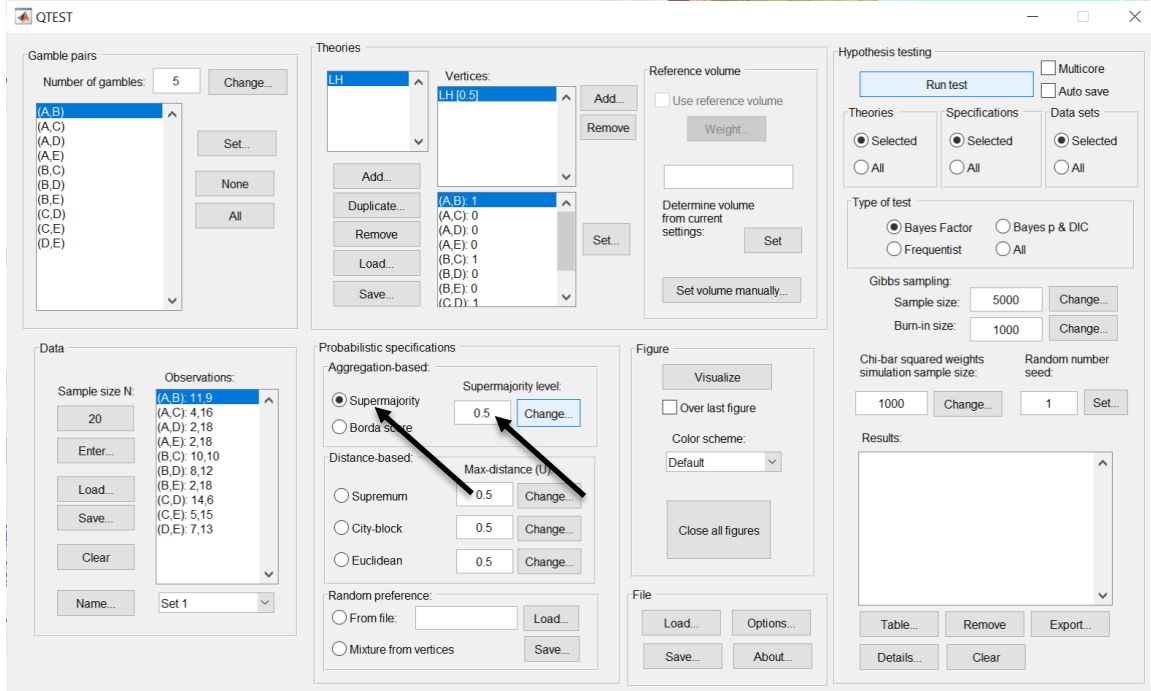 QTEST
Gamble pairs
Number of gambles: 5 Change...
(A,B)
(A,C)
(A,D)
(A,E)
(B,C)
(B,D)
(B,E)
(C,D)
(C,E)
(D,E)
Set...
None
All
Theories
LH
Add...
Duplicate...
Remove
Load...
Save...
Vertices:
LH [0.5]
Add...
Remove
(A,B): 1
(A,C): 0
(A,D): 0
(A,E): 0
(B,C): 1
(B,D): 0
(B,E): 0
(C,D): 1
Set...
Reference volume
Use reference volume
Weight...
Determine volume
from current
settings:
Set
Set volume manually...
Hypothesis testing
Run test
Multicore
Auto save
Theories
Selected
All
Specifications
Selected
All
Data sets
Selected
All
Type of test
Bayes Factor Bayes p & DIC
Frequentist All
Gibbs sampling:
Sample size: 5000 Change...
Burn-in size: 1000 Change...
Chi-bar squared weights
simulation sample size:
1000 Change...
Random number
seed:
1 Set...
Results:
Table... Remove Export...
Details... Clear
Data
Sample size N:
20
Enter...
Load...
Save...
Clear
Name... Set 1
Observations:
(A,B): 11,9
(A,C): 4,16
(A,D): 2,18
(A,E): 2,18
(B,C): 10,10
(B,D): 8,12
(B,E): 2,18
(C,D): 14,6
(C,E): 5,15
(D,E): 7,13
Probabilistic specifications
Aggregation-based:
Supermajority
Borda score
Supermajority level:
0.5 Change...
Distance-based:
Max-distance (U):
Supremum 0.5 Change...
City-block 0.5 Change...
Euclidean 0.5 Change...
Random preference:
From file: Load...
Mixture from vertices Save...
Figure
Visualize
Over last figure
Color scheme:
Default
Close all figures
File
Load... Options...
Save... About...